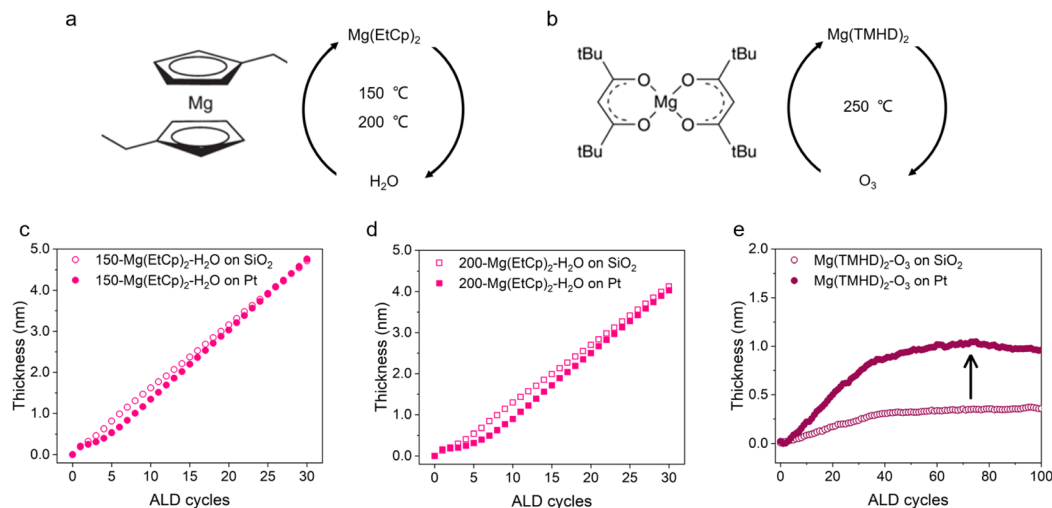 a
Mg(EtCp)₂
150 ℃
200 ℃
H₂O
Mg
b
Mg(TMHD)₂
250 ℃
O₃
tBu
tBu
O
O
Mg
O
O
tBu
tBu
c
5.0
4.0
3.0
2.0
1.0
0.0
Thickness (nm)
150-Mg(EtCp)₂-H₂O on SiO₂
150-Mg(EtCp)₂-H₂O on Pt
0 5 10 15 20 25 30
ALD cycles
d
5.0
4.0
3.0
2.0
1.0
0.0
Thickness (nm)
200-Mg(EtCp)₂-H₂O on SiO₂
200-Mg(EtCp)₂-H₂O on Pt
0 5 10 15 20 25 30
ALD cycles
e
2.0
1.5
1.0
0.5
0.0
Thickness (nm)
Mg(TMHD)₂-O₃ on SiO₂
Mg(TMHD)₂-O₃ on Pt
0 20 40 60 80 100
ALD cycles